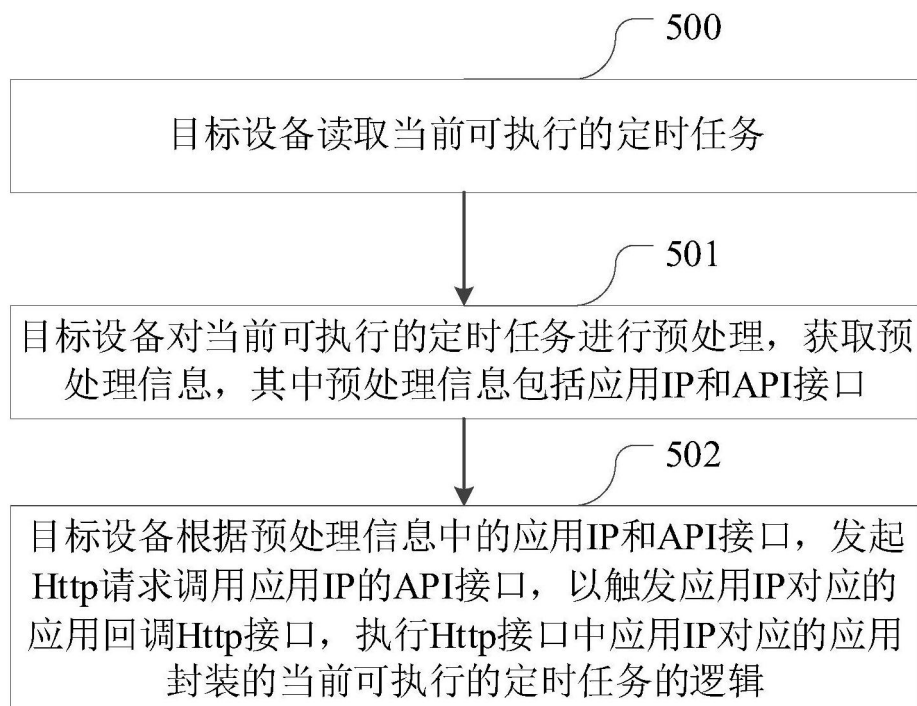 500
目标设备读取当前可执行的定时任务
501
目标设备对当前可执行的定时任务进行预处理，获取预
处理信息，其中预处理信息包括应用IP和API接口
502
目标设备根据预处理信息中的应用IP和API接口，发起
Http请求调用应用IP的API接口，以触发应用IP对应的
应用回调Http接口，执行Http接口中应用IP对应的应用
封装的当前可执行的定时任务的逻辑